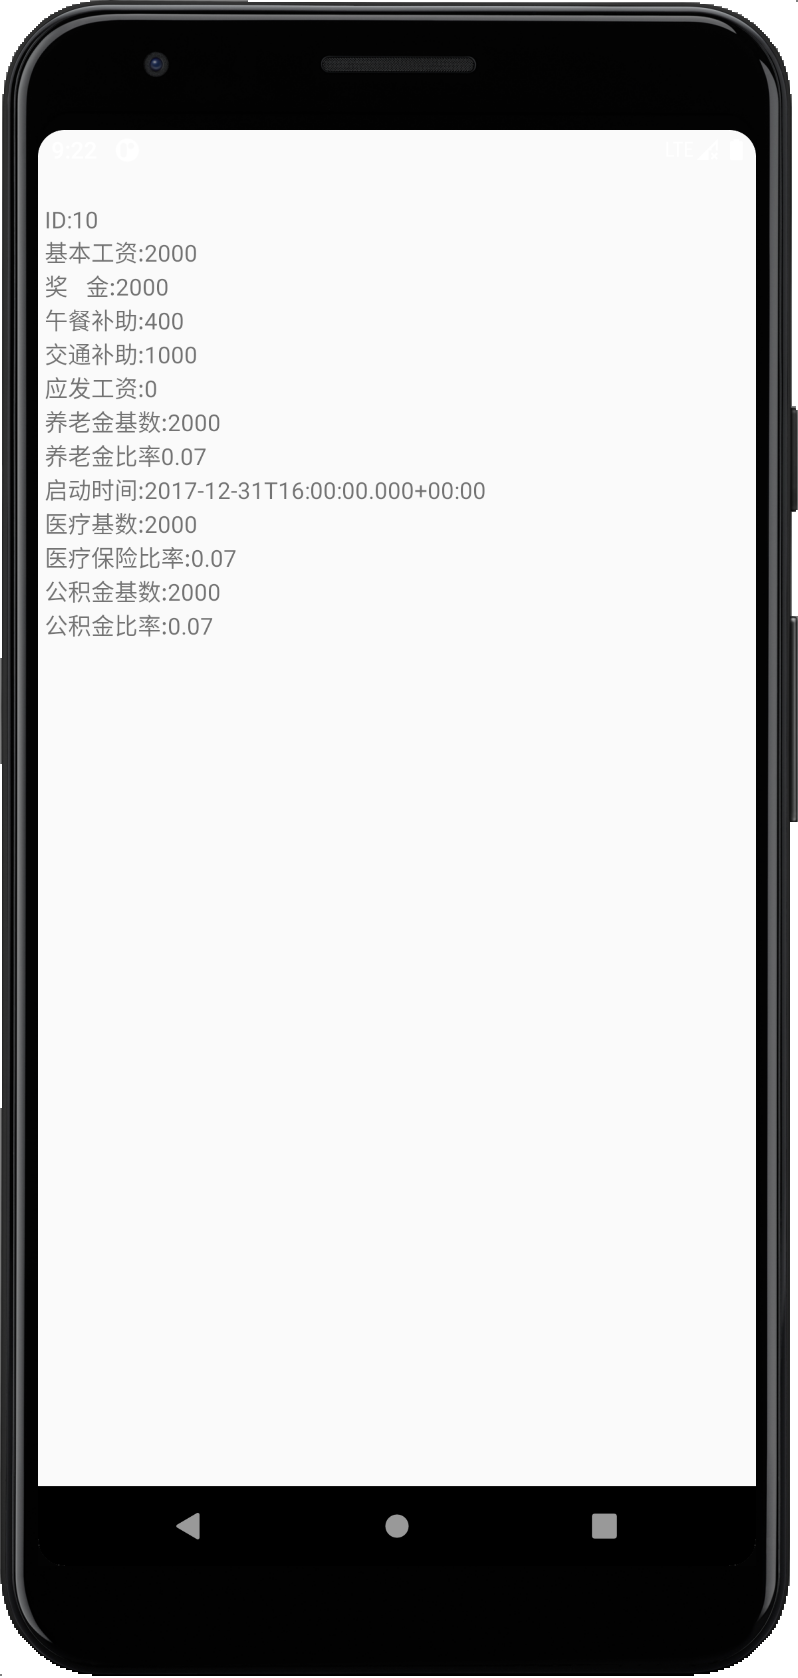 9:22 LTE
ID:10
基本工资:2000
奖 金:2000
午餐补助:400
交通补助:1000
应发工资:0
养老金基数:2000
养老金比率0.07
启动时间:2017-12-31T16:00:00.000+00:00
医疗基数:2000
医疗保险比率:0.07
公积金基数:2000
公积金比率:0.07